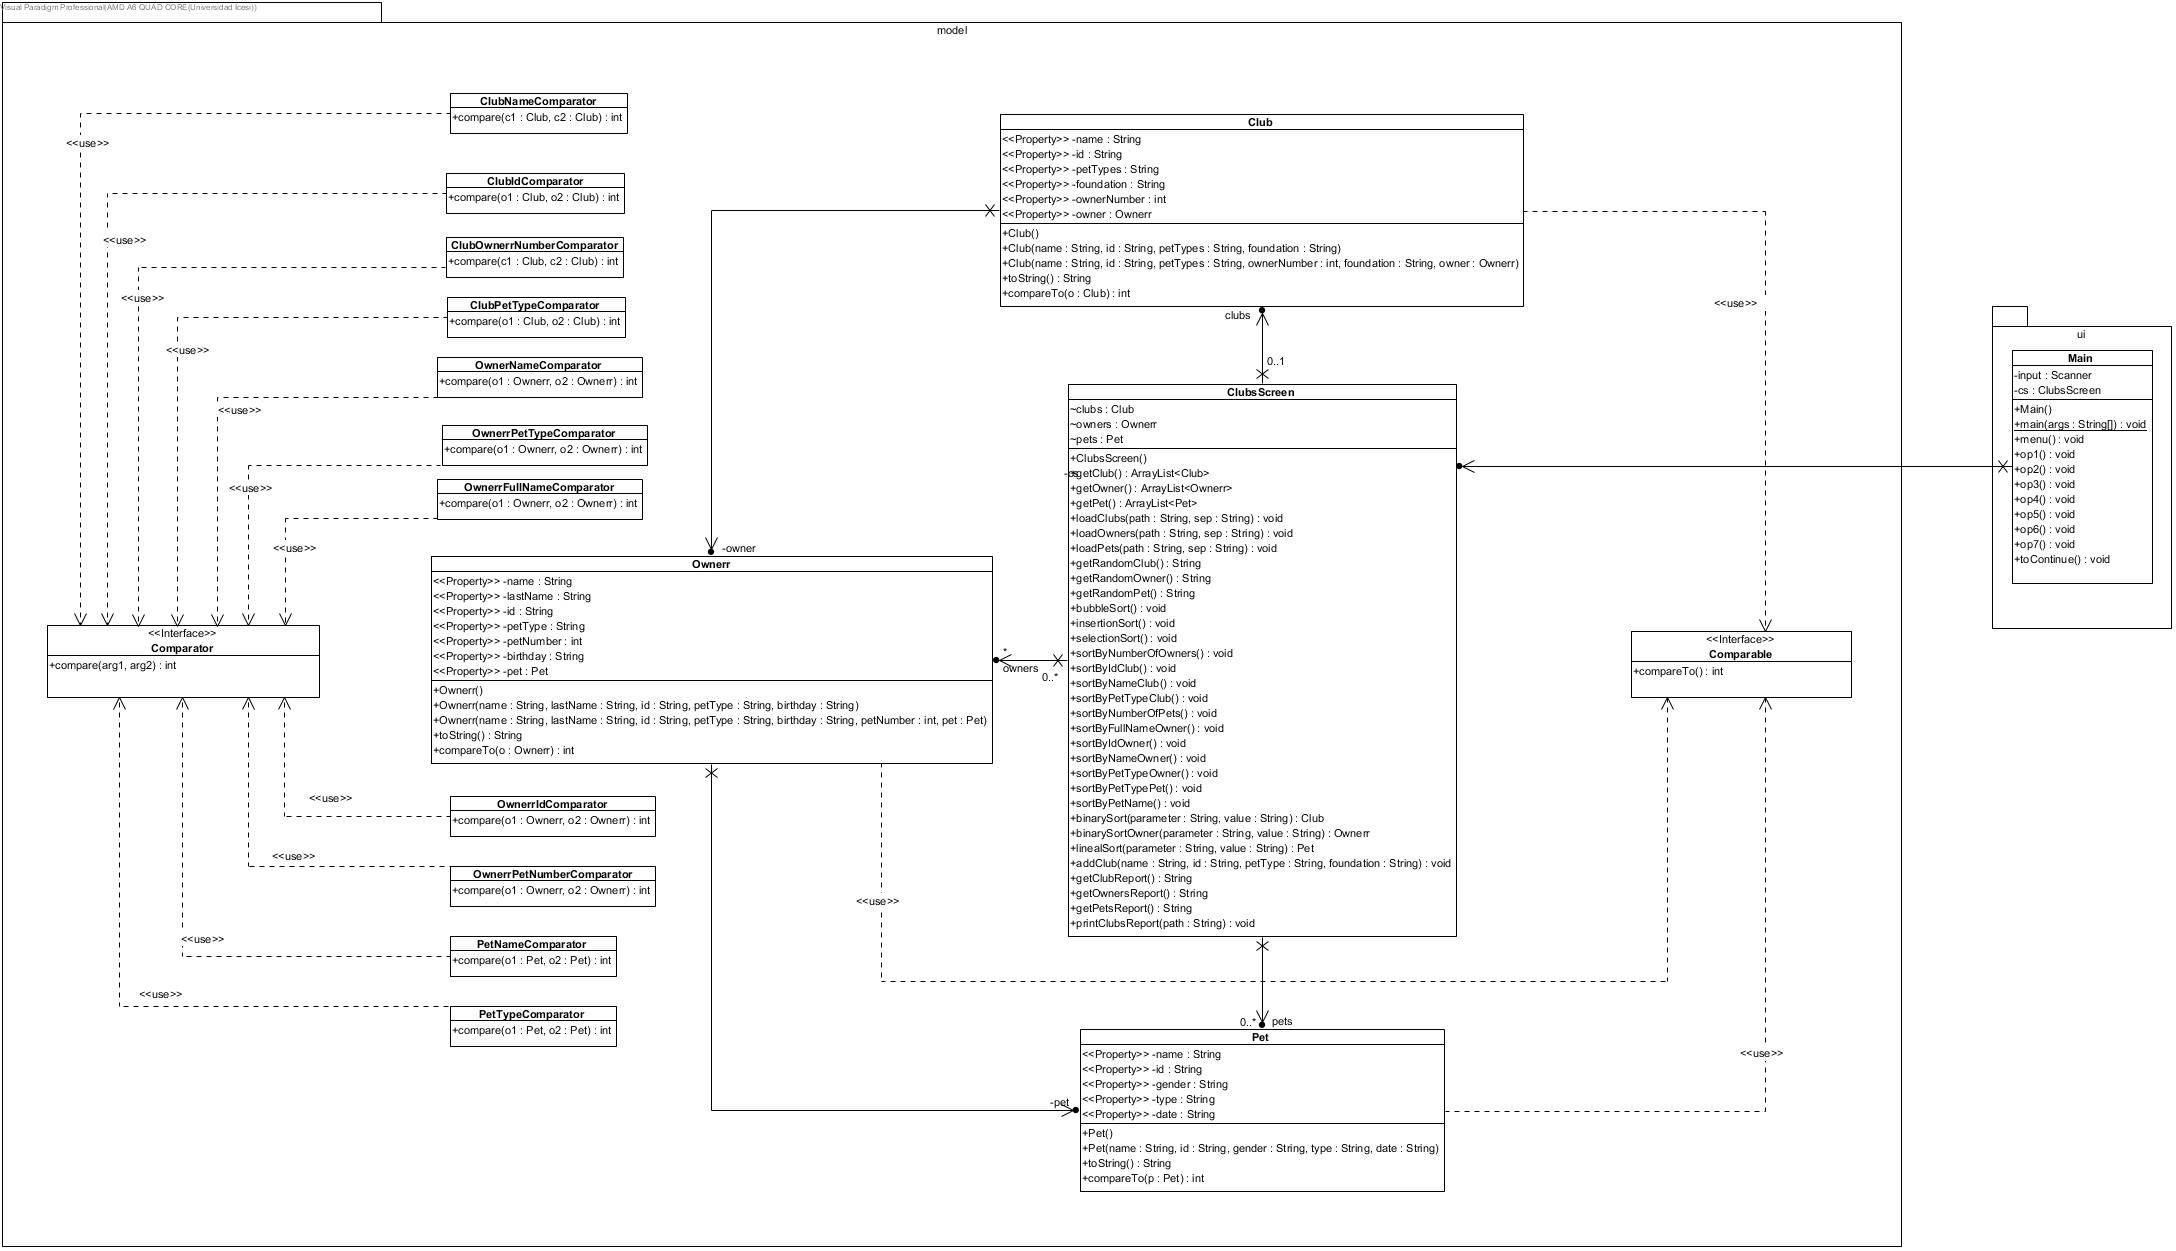 Visual Paradigm Professional(AMD A6 QUAD CORE(Universidad Icesi))
model
ClubNameComparator
+compare(c1 : Club, c2 : Club) : int
<<use>>
ClubIdComparator
+compare(o1 : Club, o2 : Club) : int
<<use>>
ClubOwnerrNumberComparator
+compare(c1 : Club, c2 : Club) : int
<<use>>
ClubPetTypeComparator
+compare(o1 : Club, o2 : Club) : int
<<use>>
OwnerNameComparator
+compare(o1 : Ownerr, o2 : Ownerr) : int
<<use>>
OwnerrPetTypeComparator
+compare(o1 : Ownerr, o2 : Ownerr) : int
<<use>>
OwnerrFullNameComparator
+compare(o1 : Ownerr, o2 : Ownerr) : int
<<use>>
<<Interface>>
Comparator
+compare(arg1, arg2) : int
OwnerrIdComparator
+compare(o1 : Ownerr, o2 : Ownerr) : int
<<use>>
OwnerrPetNumberComparator
+compare(o1 : Ownerr, o2 : Ownerr) : int
<<use>>
PetNameComparator
+compare(o1 : Pet, o2 : Pet) : int
<<use>>
PetTypeComparator
+compare(o1 : Pet, o2 : Pet) : int
<<use>>
Club
<<Property>> -name : String
<<Property>> -id : String
<<Property>> -petTypes : String
<<Property>> -foundation : String
<<Property>> -ownerNumber : int
<<Property>> -owner : Ownerr
+Club()
+Club(name : String, id : String, petTypes : String, foundation : String)
+Club(name : String, id : String, petTypes : String, ownerNumber : int, foundation : String, owner : Ownerr)
+toString() : String
+compareTo(o : Club) : int
clubs
0..1
<<use>>
-owner
Ownerr
<<Property>> -name : String
<<Property>> -lastName : String
<<Property>> -id : String
<<Property>> -petType : String
<<Property>> -petNumber : int
<<Property>> -birthday : String
<<Property>> -pet : Pet
+Ownerr()
+Ownerr(name : String, lastName : String, id : String, petType : String, birthday : String)
+Ownerr(name : String, lastName : String, id : String, petType : String, birthday : String, petNumber : int, pet : Pet)
+toString() : String
+compareTo(o : Ownerr) : int
*
owners
0..*
<<use>>
ClubsScreen
~clubs : Club
~owners : Ownerr
~pets : Pet
+ClubsScreen()
-cs
+getClub() : ArrayList<Club>
+getOwner() : ArrayList<Ownerr>
+getPet() : ArrayList<Pet>
+loadClubs(path : String, sep : String) : void
+loadOwners(path : String, sep : String) : void
+loadPets(path : String, sep : String) : void
+getRandomClub() : String
+getRandomOwner() : String
+getRandomPet() : String
+bubbleSort() : void
+insertionSort() : void
+selectionSort() : void
+sortByNumberOfOwners() : void
+sortByIdClub() : void
+sortByNameClub() : void
+sortByPetTypeClub() : void
+sortByNumberOfPets() : void
+sortByFullNameOwner() : void
+sortByIdOwner() : void
+sortByNameOwner() : void
+sortByPetTypeOwner() : void
+sortByPetTypePet() : void
+sortByPetName() : void
+binarySort(parameter : String, value : String) : Club
+binarySortOwner(parameter : String, value : String) : Ownerr
+linealSort(parameter : String, value : String) : Pet
+addClub(name : String, id : String, petType : String, foundation : String) : void
+getClubReport() : String
+getOwnersReport() : String
+getPetsReport() : String
+printClubsReport(path : String) : void
0..*
pets
-pet
Pet
<<Property>> -name : String
<<Property>> -id : String
<<Property>> -gender : String
<<Property>> -type : String
<<Property>> -date : String
+Pet()
+Pet(name : String, id : String, gender : String, type : String, date : String)
+toString() : String
+compareTo(p : Pet) : int
<<Interface>>
Comparable
+compareTo() : int
<<use>>
ui
Main
-input : Scanner
-cs : ClubsScreen
+Main()
+main(args : String[]) : void
+menu() : void
+op1() : void
+op2() : void
+op3() : void
+op4() : void
+op5() : void
+op6() : void
+op7() : void
+toContinue() : void